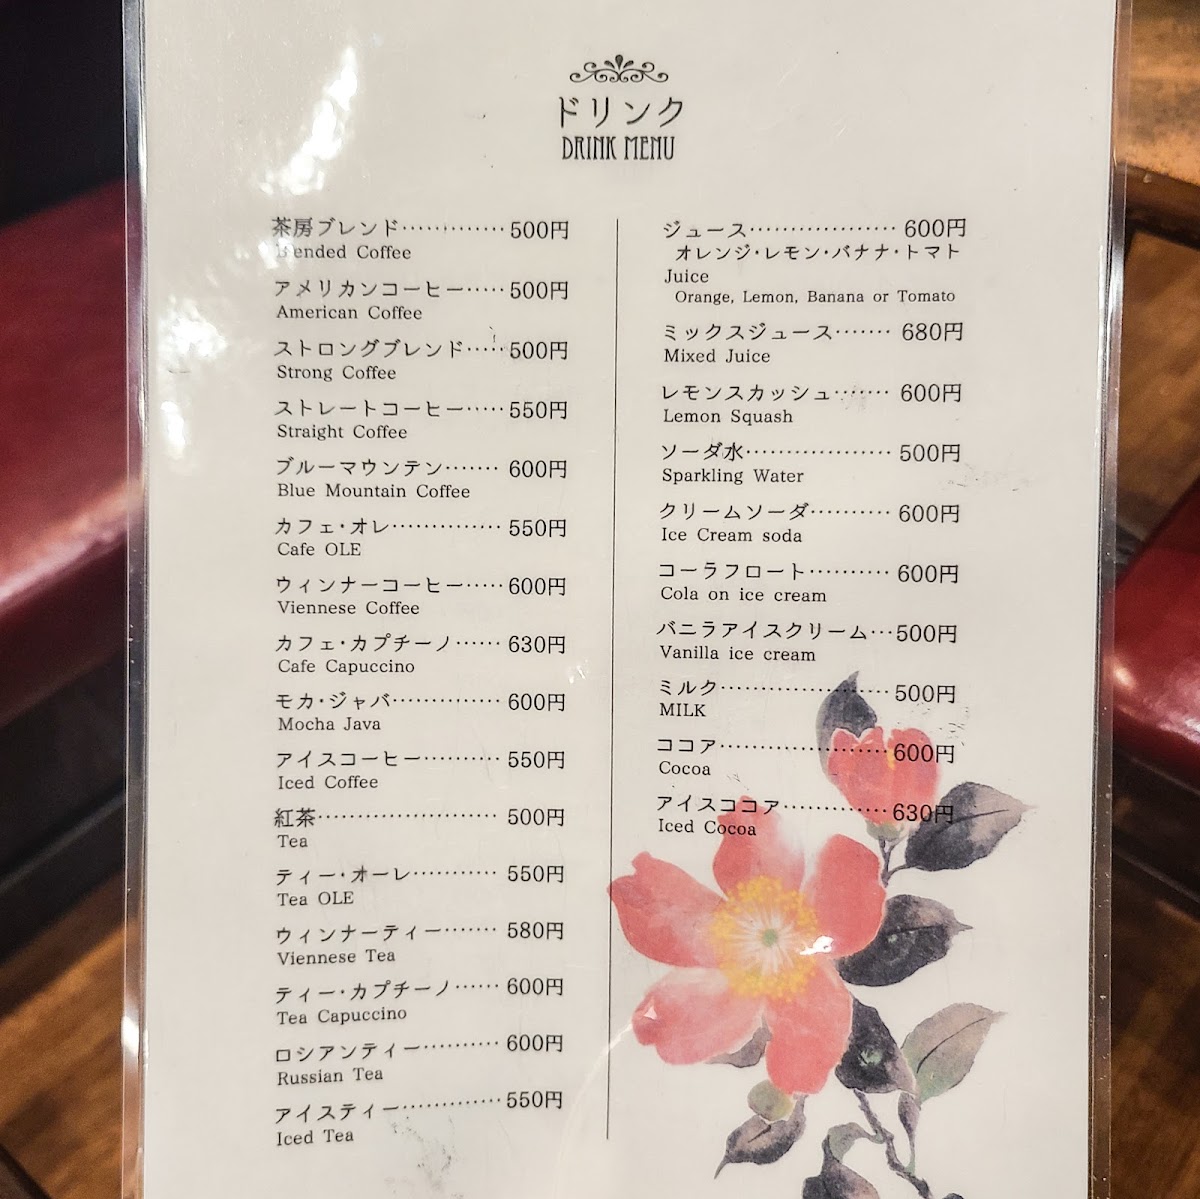 ドリンク
DRINK MENU
茶房ブレンド············· 500円
Blended Coffee
アメリカンコーヒー····· 500円
American Coffee
ストロングブレンド····· 500円
Strong Coffee
ストレートコーヒー····· 550円
Straight Coffee
ブルーマウンテン······· 600円
Blue Mountain Coffee
カフェ・オレ·············· 550円
Cafe OLE
ウィンナーコーヒー····· 600円
Viennese Coffee
カフェ・カプチーノ······ 630円
Cafe Capuccino
モカ・ジャバ·············· 600円
Mocha Java
アイスコーヒー·········· 550円
Iced Coffee
紅茶······················· 500円
Tea
ティー・オーレ··········· 550円
Tea OLE
ウィンナーティー······· 580円
Viennese Tea
ティー・カプチーノ······ 600円
Tea Capuccino
ロシアンティー·········· 600円
Russian Tea
アイスティー············· 550円
Iced Tea
ジュース·················· 600円
オレンジ・レモン・バナナ・トマト
Juice
Orange, Lemon, Banana or Tomato
ミックスジュース······· 680円
Mixed Juice
レモンスカッシュ······· 600円
Lemon Squash
ソーダ水·················· 500円
Sparkling Water
クリームソーダ·········· 600円
Ice Cream soda
コーラフロート·········· 600円
Cola on ice cream
バニラアイスクリーム··· 500円
Vanilla ice cream
ミルク····················· 500円
MILK
ココア····················· 600円
Cocoa
アイスココア············· 630円
Iced Cocoa